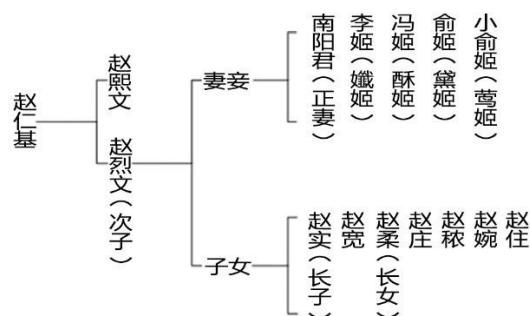 赵仁基
赵熙文
赵烈文（次子）
妻妾
南阳君（正妻）
李姬（孅姬）
冯姬（酥姬）
俞姬（黛姬）
小俞姬（莺姬）
子女
赵实（长子）
赵宽
赵柔（长女）
赵庄
赵秾
赵婉
赵住